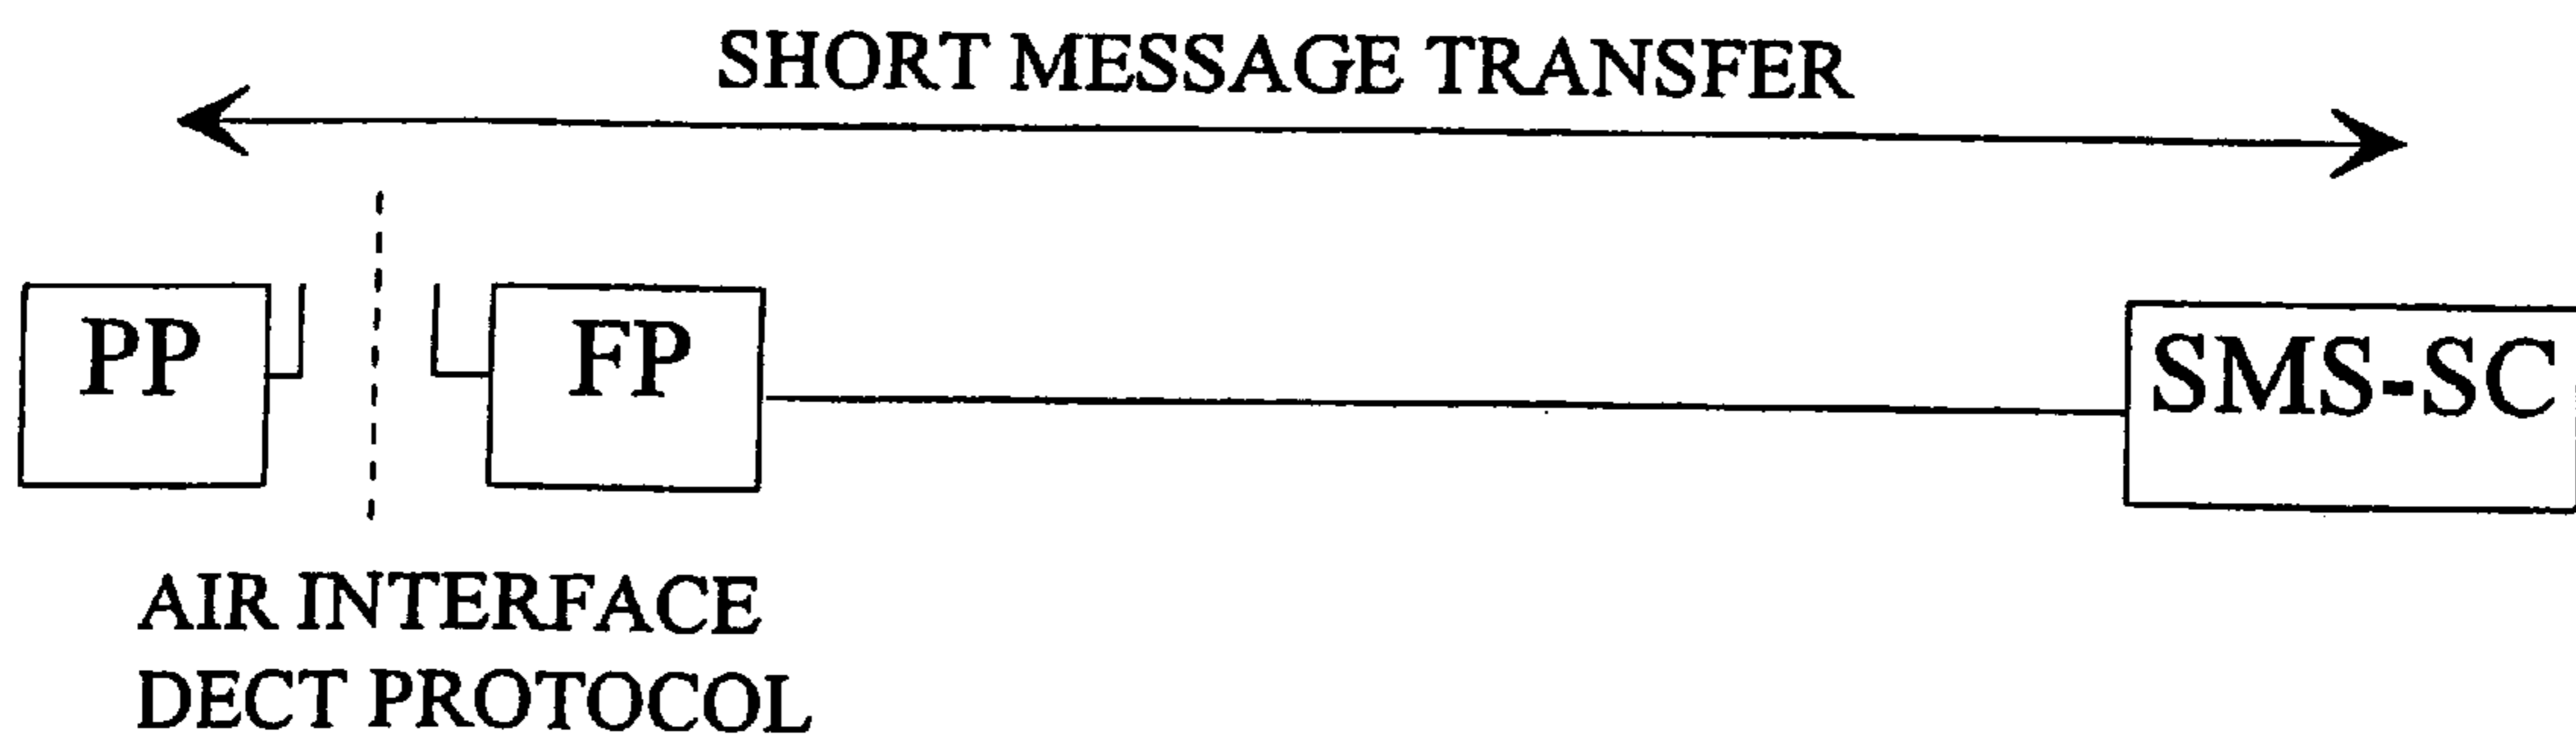 SHORT MESSAGE TRANSFER
PP
FP
SMS-SC
AIR INTERFACE
DECT PROTOCOL